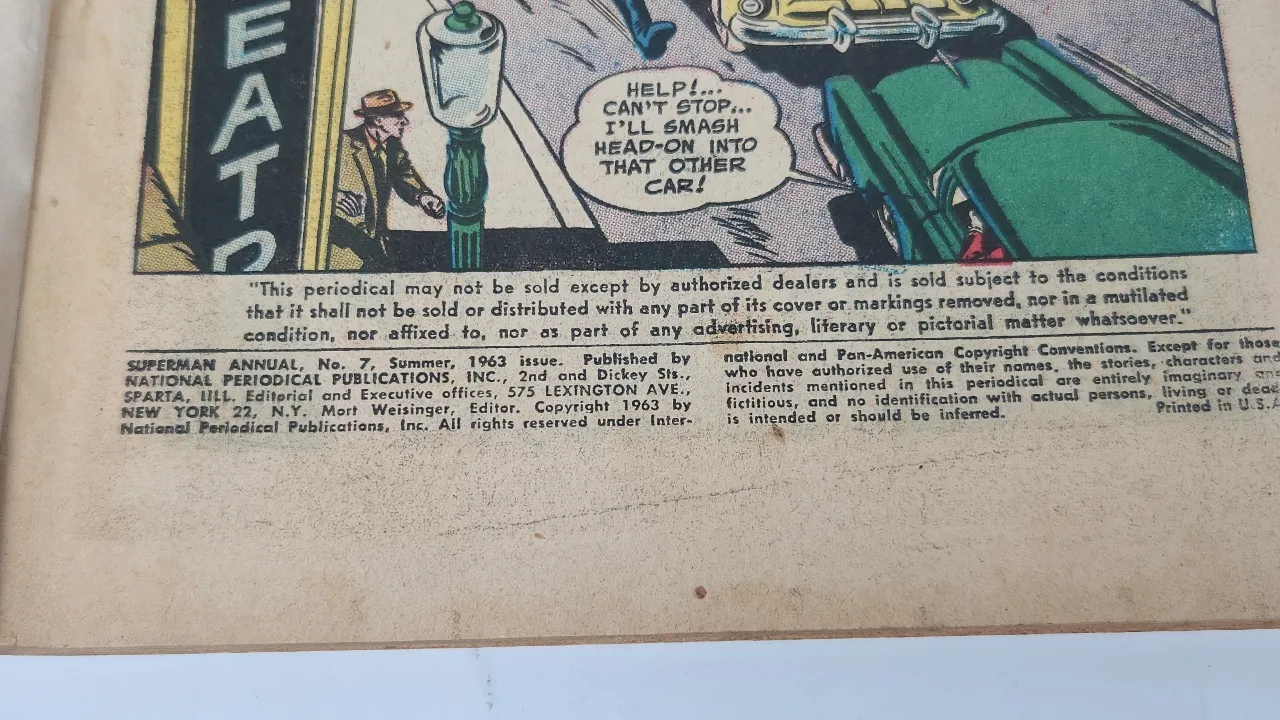 EAT
HELP!...
CAN'T STOP...
I'LL SMASH
HEAD-ON INTO
THAT OTHER
CAR!
"This periodical may not be sold except by authorized dealers and is sold subject to the conditions
that it shall not be sold or distributed with any part of its cover or markings removed, nor in a mutilated
condition, nor affixed to, nor as part of any advertising, literary or pictorial matter whatsoever."
SUPERMAN ANNUAL, No. 7, Summer, 1963 issue. Published by
NATIONAL PERIODICAL PUBLICATIONS, INC., 2nd and Dickey Sts.,
SPARTA, IILL. Editorial and Executive offices, 575 LEXINGTON AVE.,
NEW YORK 22, N.Y. Mort Weisinger, Editor. Copyright 1963 by
National Periodical Publications, Inc. All rights reserved under Inter-
national and Pan-American Copyright Conventions. Except for those
who have authorized use of their names, the stories, characters and
incidents mentioned in this periodical are entirely imaginary and
fictitious, and no identification with actual persons, living or dead
is intended or should be inferred.
Printed in U.S.A